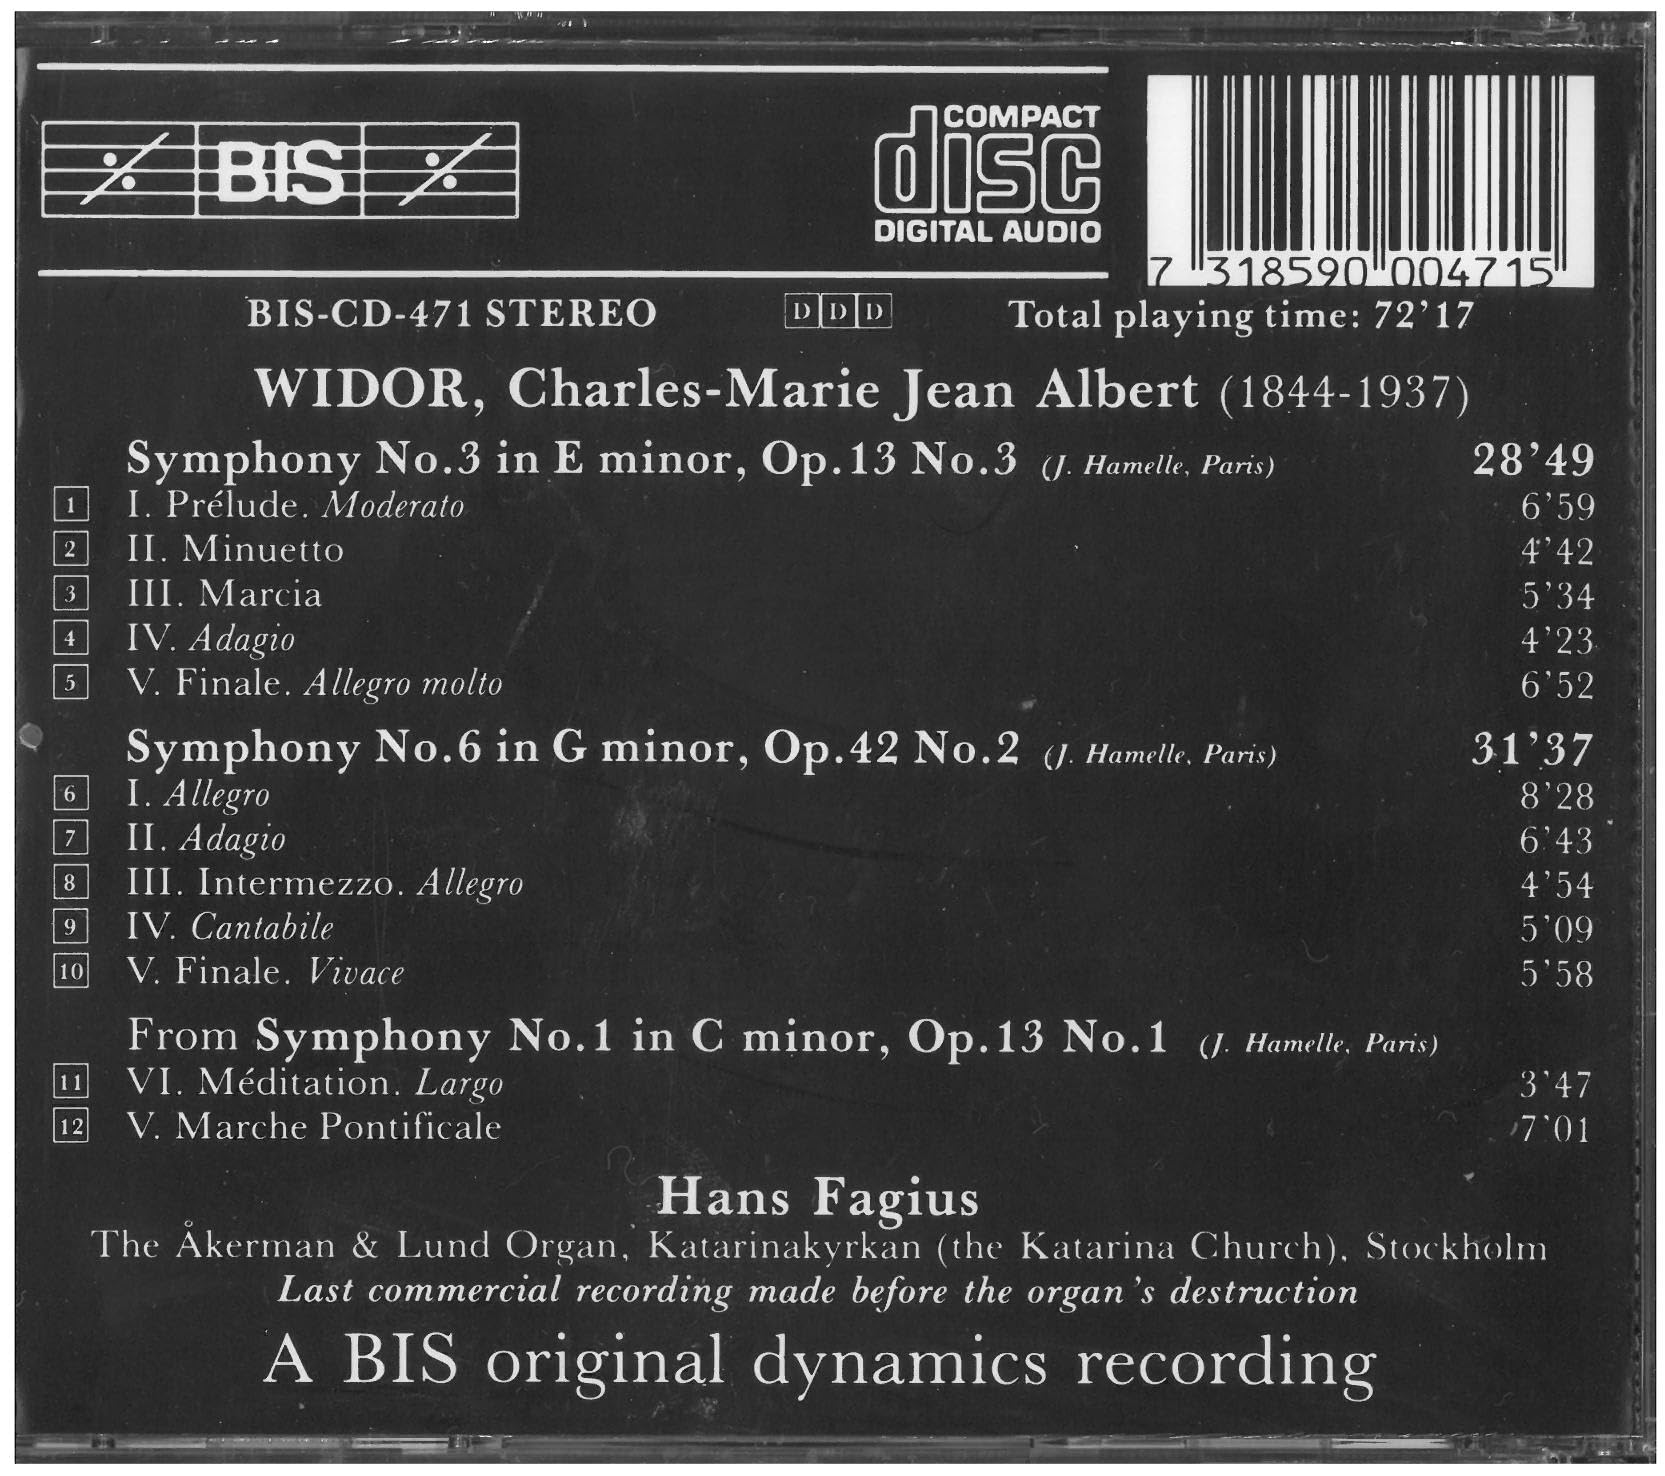 BIS
COMPACT
disc
DIGITAL AUDIO
7 318590 004715
BIS-CD-471 STEREO DDD Total playing time: 72'17
WIDOR, Charles-Marie Jean Albert (1844-1937)
Symphony No.3 in E minor, Op.13 No.3 (J. Hamelle, Paris) 28'49
1 I. Prélude. Moderato 6'59
2 II. Minuetto 4'42
3 III. Marcia 5'34
4 IV. Adagio 4'23
5 V. Finale. Allegro molto 6'52
Symphony No.6 in G minor, Op.42 No.2 (J. Hamelle, Paris) 31'37
6 I. Allegro 8'28
7 II. Adagio 6'43
8 III. Intermezzo. Allegro 4'54
9 IV. Cantabile 5'09
10 V. Finale. Vivace 5'58
From Symphony No.1 in C minor, Op.13 No.1 (J. Hamelle, Paris)
11 VI. Méditation. Largo 3'47
12 V. Marche Pontificale 7'01
Hans Fagius
The Åkerman & Lund Organ, Katarinakyrkan (the Katarina Church), Stockholm
Last commercial recording made before the organ's destruction
A BIS original dynamics recording